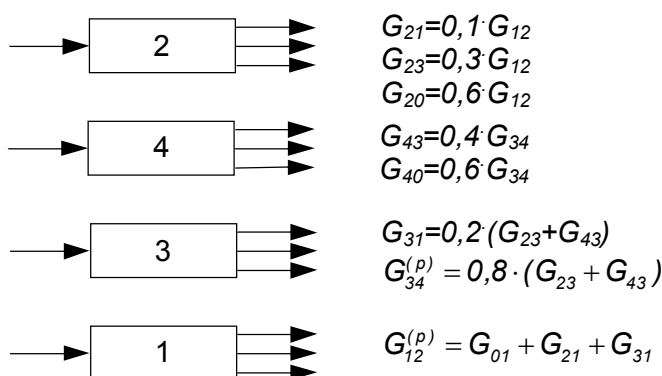 2
G₂₁=0,1·G₁₂
G₂₃=0,3·G₁₂
G₂₀=0,6·G₁₂
4
G₄₃=0,4·G₃₄
G₄₀=0,6·G₃₄
3
G₃₁=0,2·(G₂₃+G₄₃)
G₃₄⁽ᵖ⁾ = 0,8 · (G₂₃ + G₄₃)
1
G₁₂⁽ᵖ⁾ = G₀₁ + G₂₁ + G₃₁